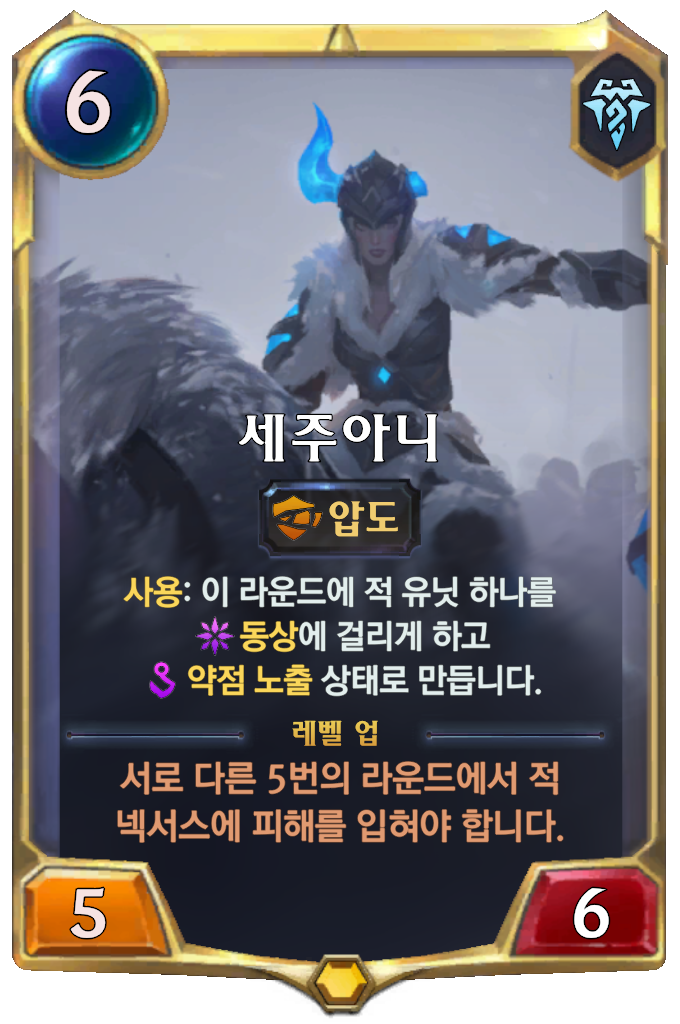 6
세주아니
압도
사용: 이 라운드에 적 유닛 하나를
동상에 걸리게 하고
약점 노출 상태로 만듭니다.
레벨 업
서로 다른 5번의 라운드에서 적
넥서스에 피해를 입혀야 합니다.
5
6